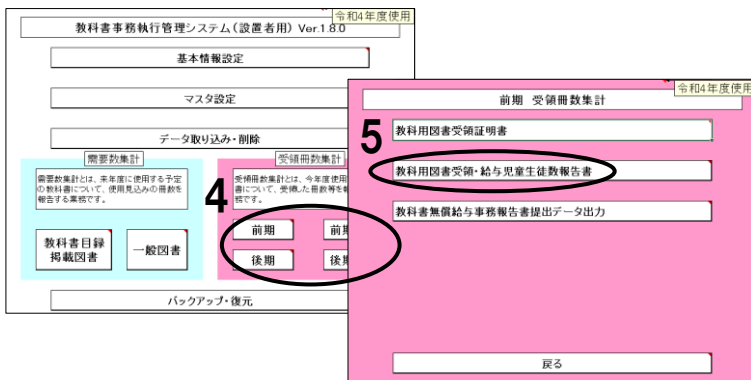 令和4年度使用
教科書事務執行管理システム(設置者用) Ver.1.8.0
基本情報設定
マスタ設定
データ取り込み・削除
需要数集計
需要数集計とは、来年度に使用する予定
の教科書について、使用見込みの冊数を
報告する業務です。
教科書目録
掲載図書
一般図書
4
受領冊数集計
受領冊数集計とは、今年度使用
書について、受領した冊数等を報
務です。
前期
前期
後期
後期
バックアップ・復元
令和4年度使用
前期 受領冊数集計
5
教科用図書受領証明書
教科用図書受領・給与児童生徒数報告書
教科書無償給与事務報告書提出データ出力
戻る